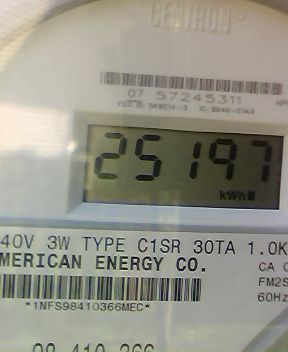 CENTRON
07 57245311
25197
kWh
40V 3W TYPE C1SR 30TA 1.0K
MERICAN ENERGY CO.
CA 
FM2S
60Hz
*1NFS98410366MEC*
98 410 366